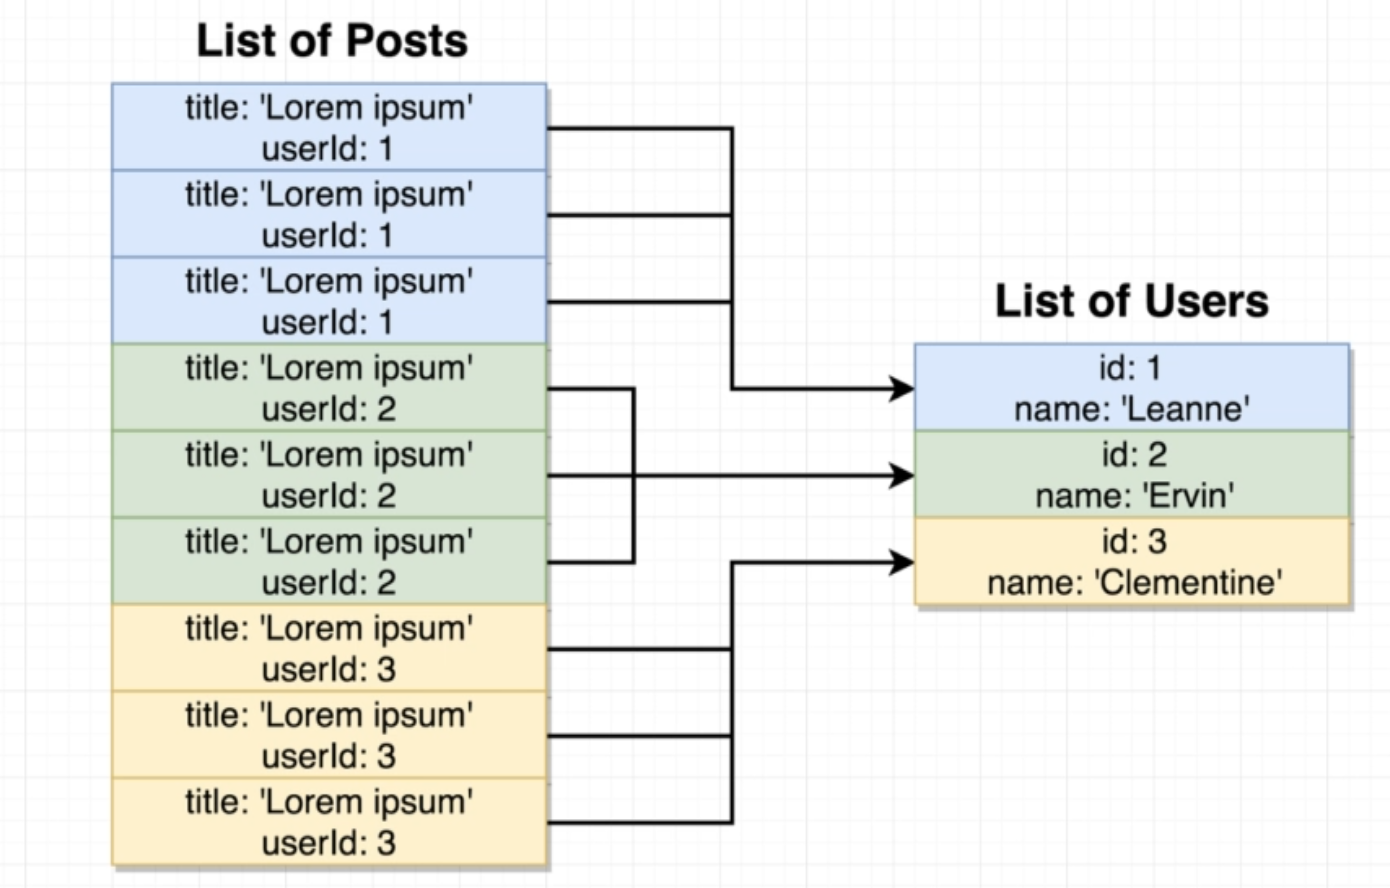 List of Posts
title: 'Lorem ipsum'
userId: 1
title: 'Lorem ipsum'
userId: 1
title: 'Lorem ipsum'
userId: 1
title: 'Lorem ipsum'
userId: 2
title: 'Lorem ipsum'
userId: 2
title: 'Lorem ipsum'
userId: 2
title: 'Lorem ipsum'
userId: 3
title: 'Lorem ipsum'
userId: 3
title: 'Lorem ipsum'
userId: 3
List of Users
id: 1
name: 'Leanne'
id: 2
name: 'Ervin'
id: 3
name: 'Clementine'